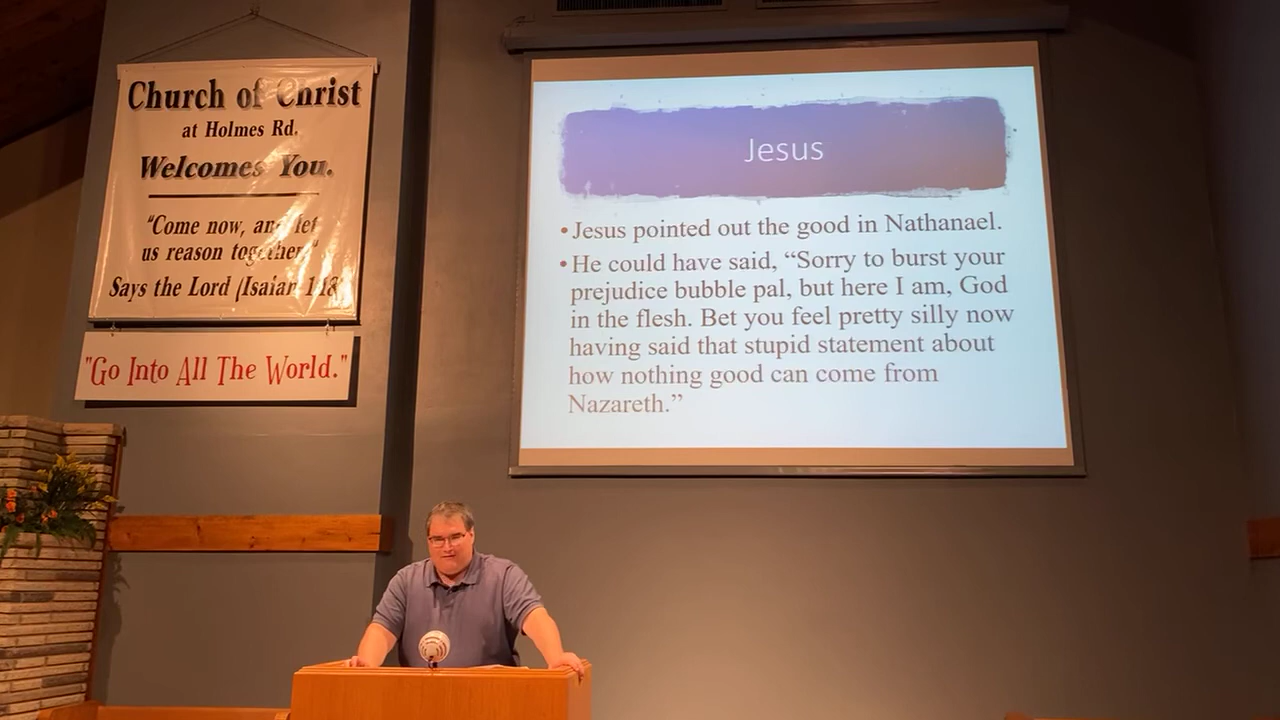 Church of Christ
at Holmes Rd.
Welcomes You.
"Come now, and let
us reason together,"
Says the Lord (Isaiah 1:18)
"Go Into All The World."
Jesus
•Jesus pointed out the good in Nathanael.
•He could have said, “Sorry to burst your
prejudice bubble pal, but here I am, God
in the flesh. Bet you feel pretty silly now
having said that stupid statement about
how nothing good can come from
Nazareth.”